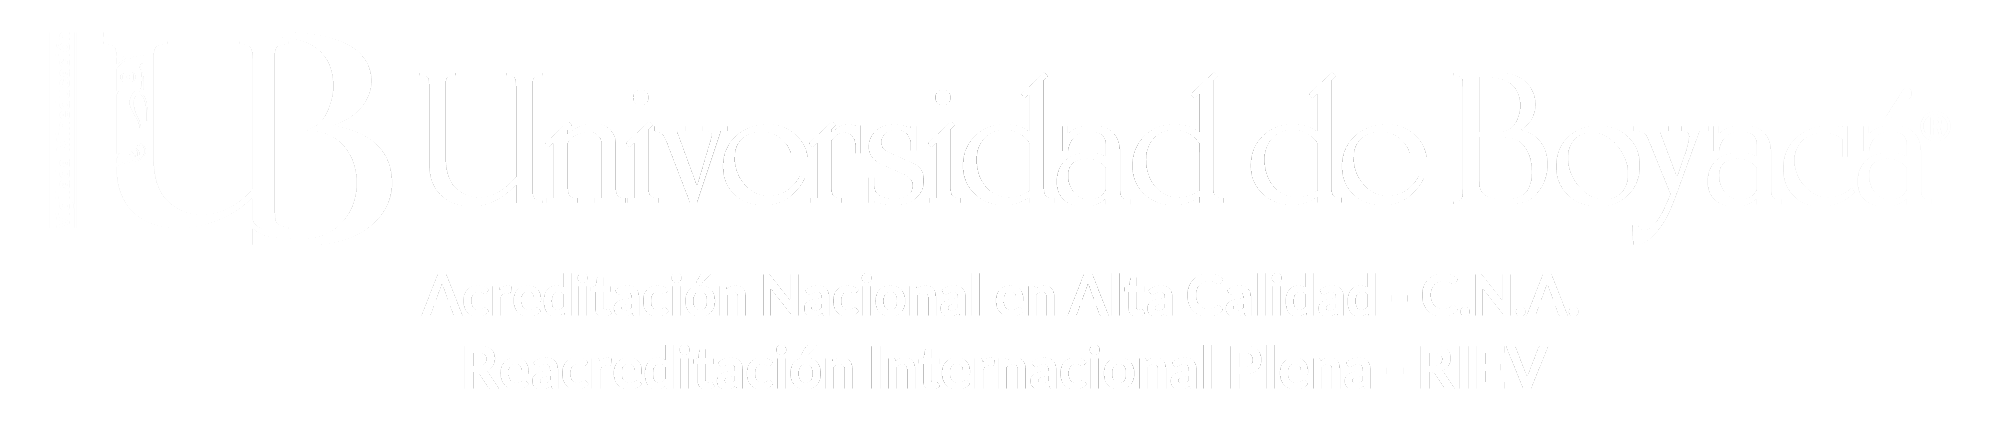 UB Universidad de Boyacá
Acreditación Nacional en Alta Calidad - C.N.A.
Reacreditación Internacional Plena - RIEV